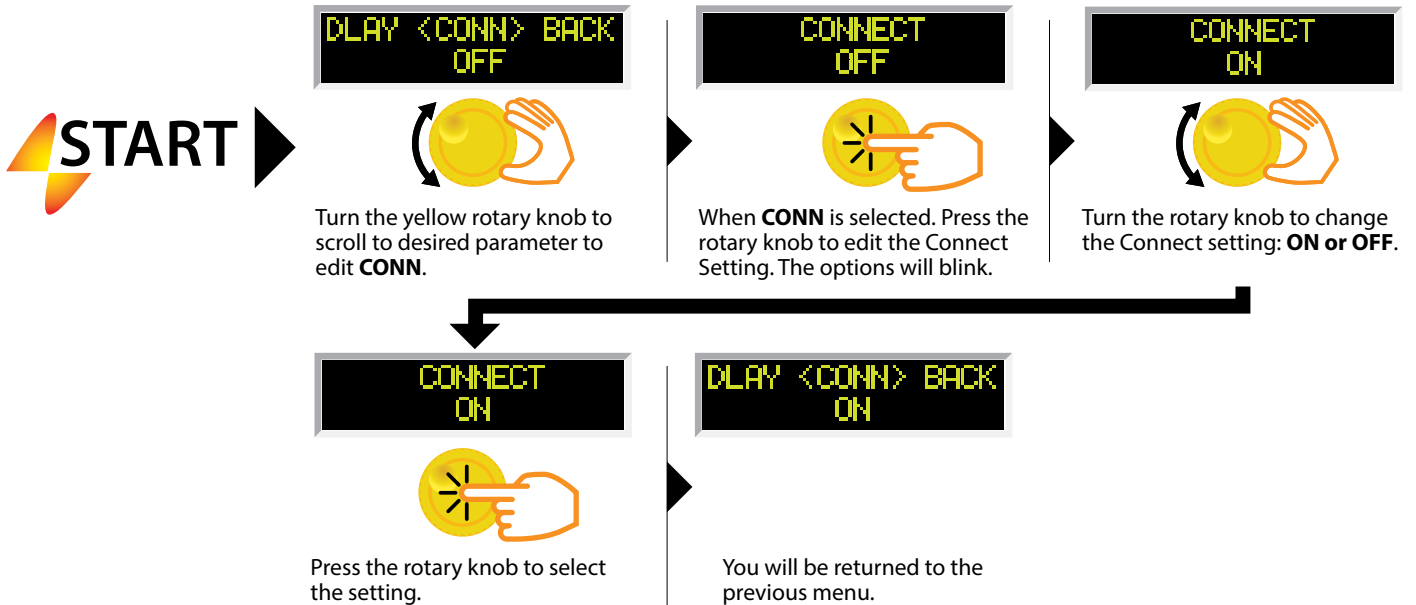 START
DLAY <CONN> BACK
OFF
Turn the yellow rotary knob to
scroll to desired parameter to
edit CONN.
CONNECT
OFF
When CONN is selected. Press the
rotary knob to edit the Connect
Setting. The options will blink.
CONNECT
ON
Turn the rotary knob to change
the Connect setting: ON or OFF.
CONNECT
ON
Press the rotary knob to select
the setting.
DLAY <CONN> BACK
ON
You will be returned to the
previous menu.